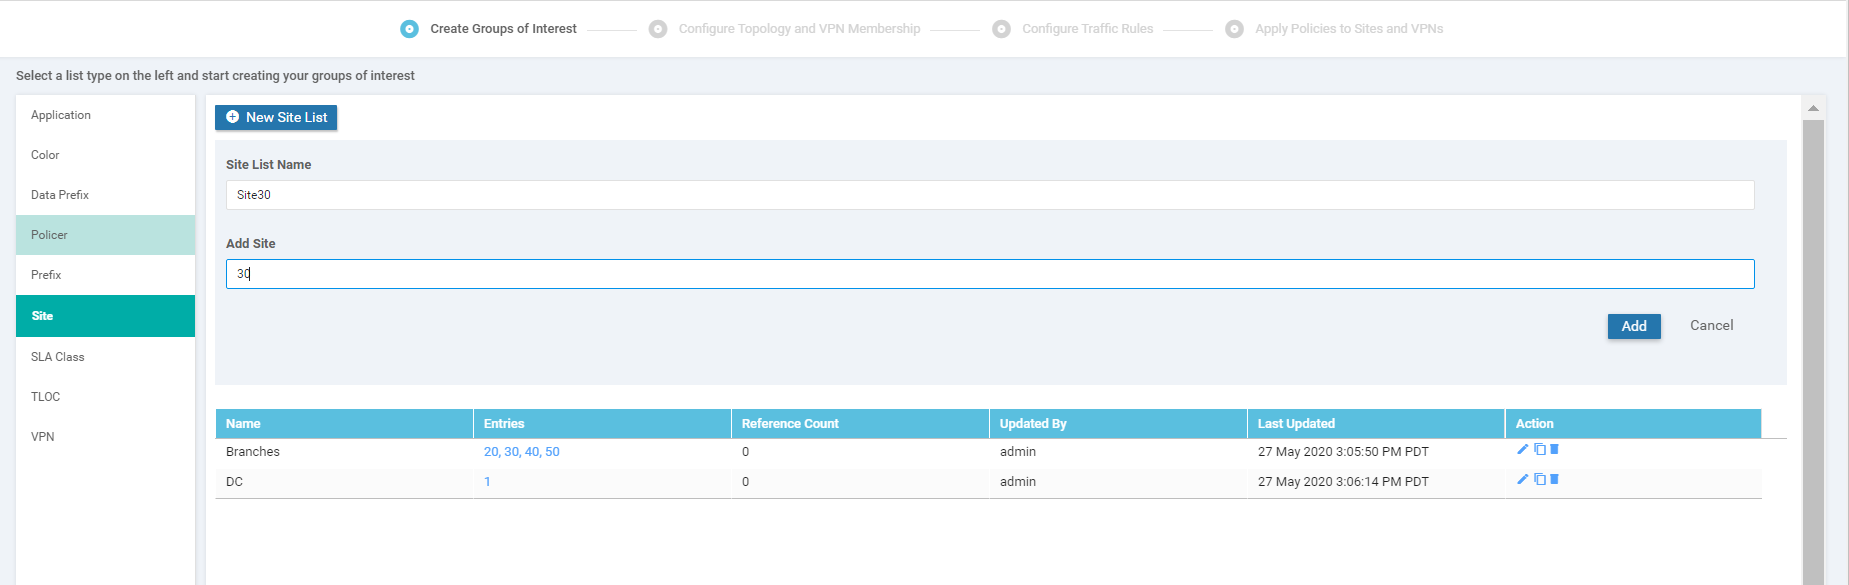 Create Groups of Interest
Configure Topology and VPN Membership
Configure Traffic Rules
Apply Policies to Sites and VPNs
Select a list type on the left and start creating your groups of interest
Application
Color
Data Prefix
Policer
Prefix
Site
SLA Class
TLOC
VPN
New Site List
Site List Name
Site30
Add Site
30
Add Cancel
Name Entries Reference Count Updated By Last Updated Action
Branches 20, 30, 40, 50 0 admin 27 May 2020 3:05:50 PM PDT
DC 1 0 admin 27 May 2020 3:06:14 PM PDT